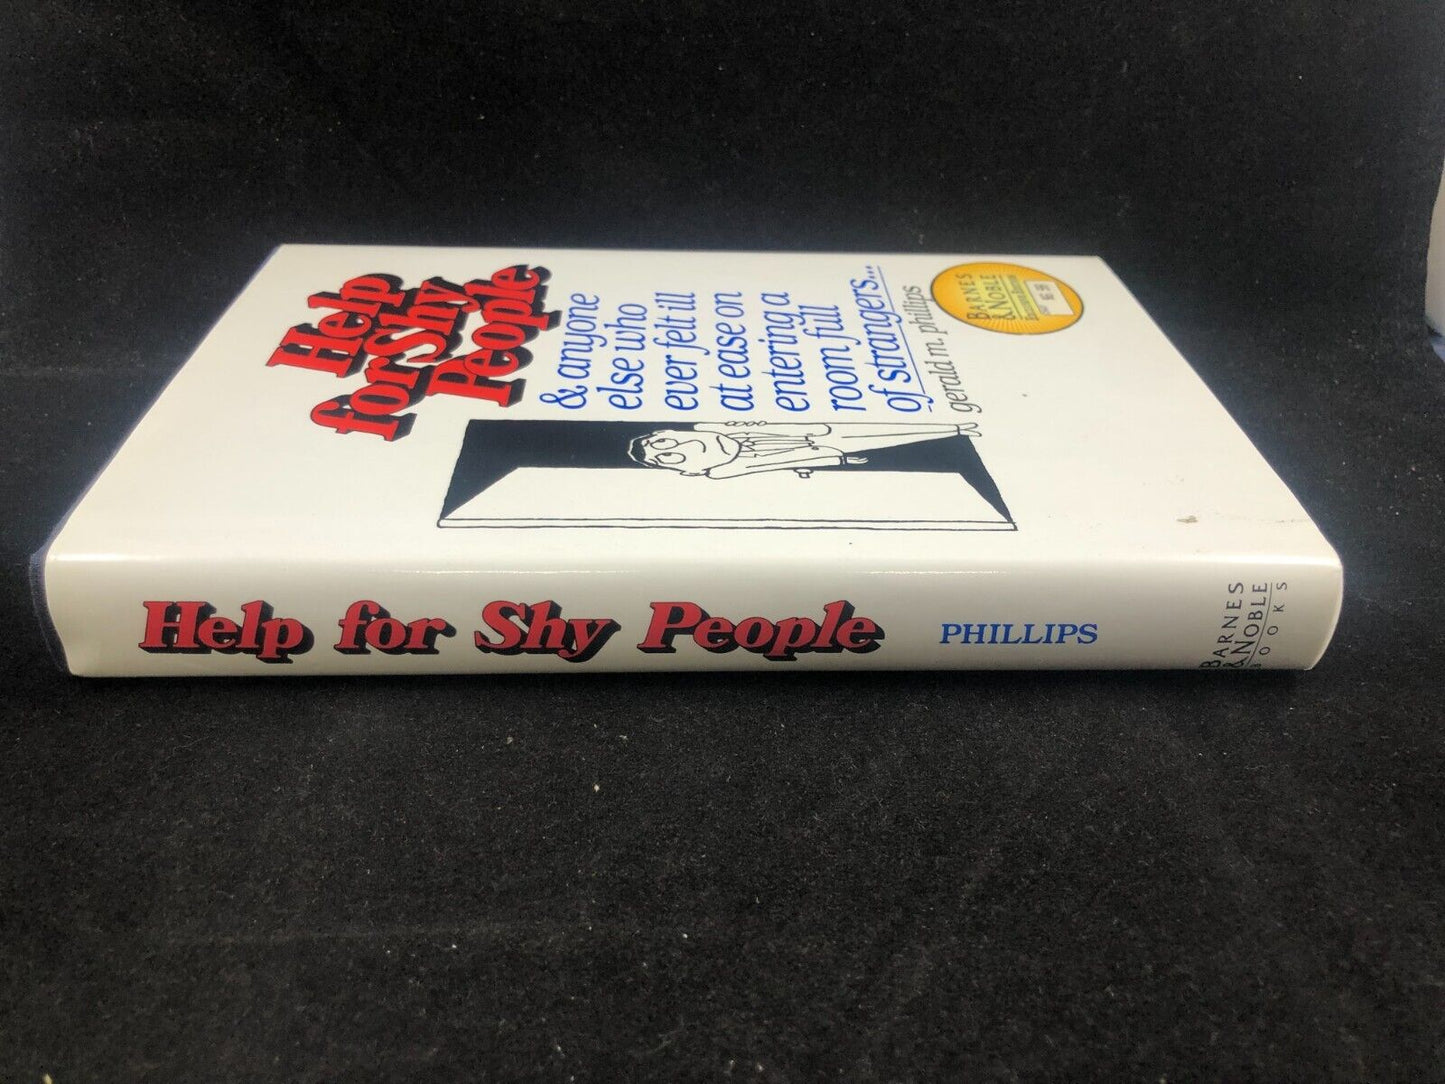 Help
for Shy
People
& anyone
else who
ever felt ill
at ease on
entering a
room full
of strangers...
gerald m. phillips
BARNES
& NOBLE
Help for Shy People
PHILLIPS
BARNES
& NOBLE
BOOKS